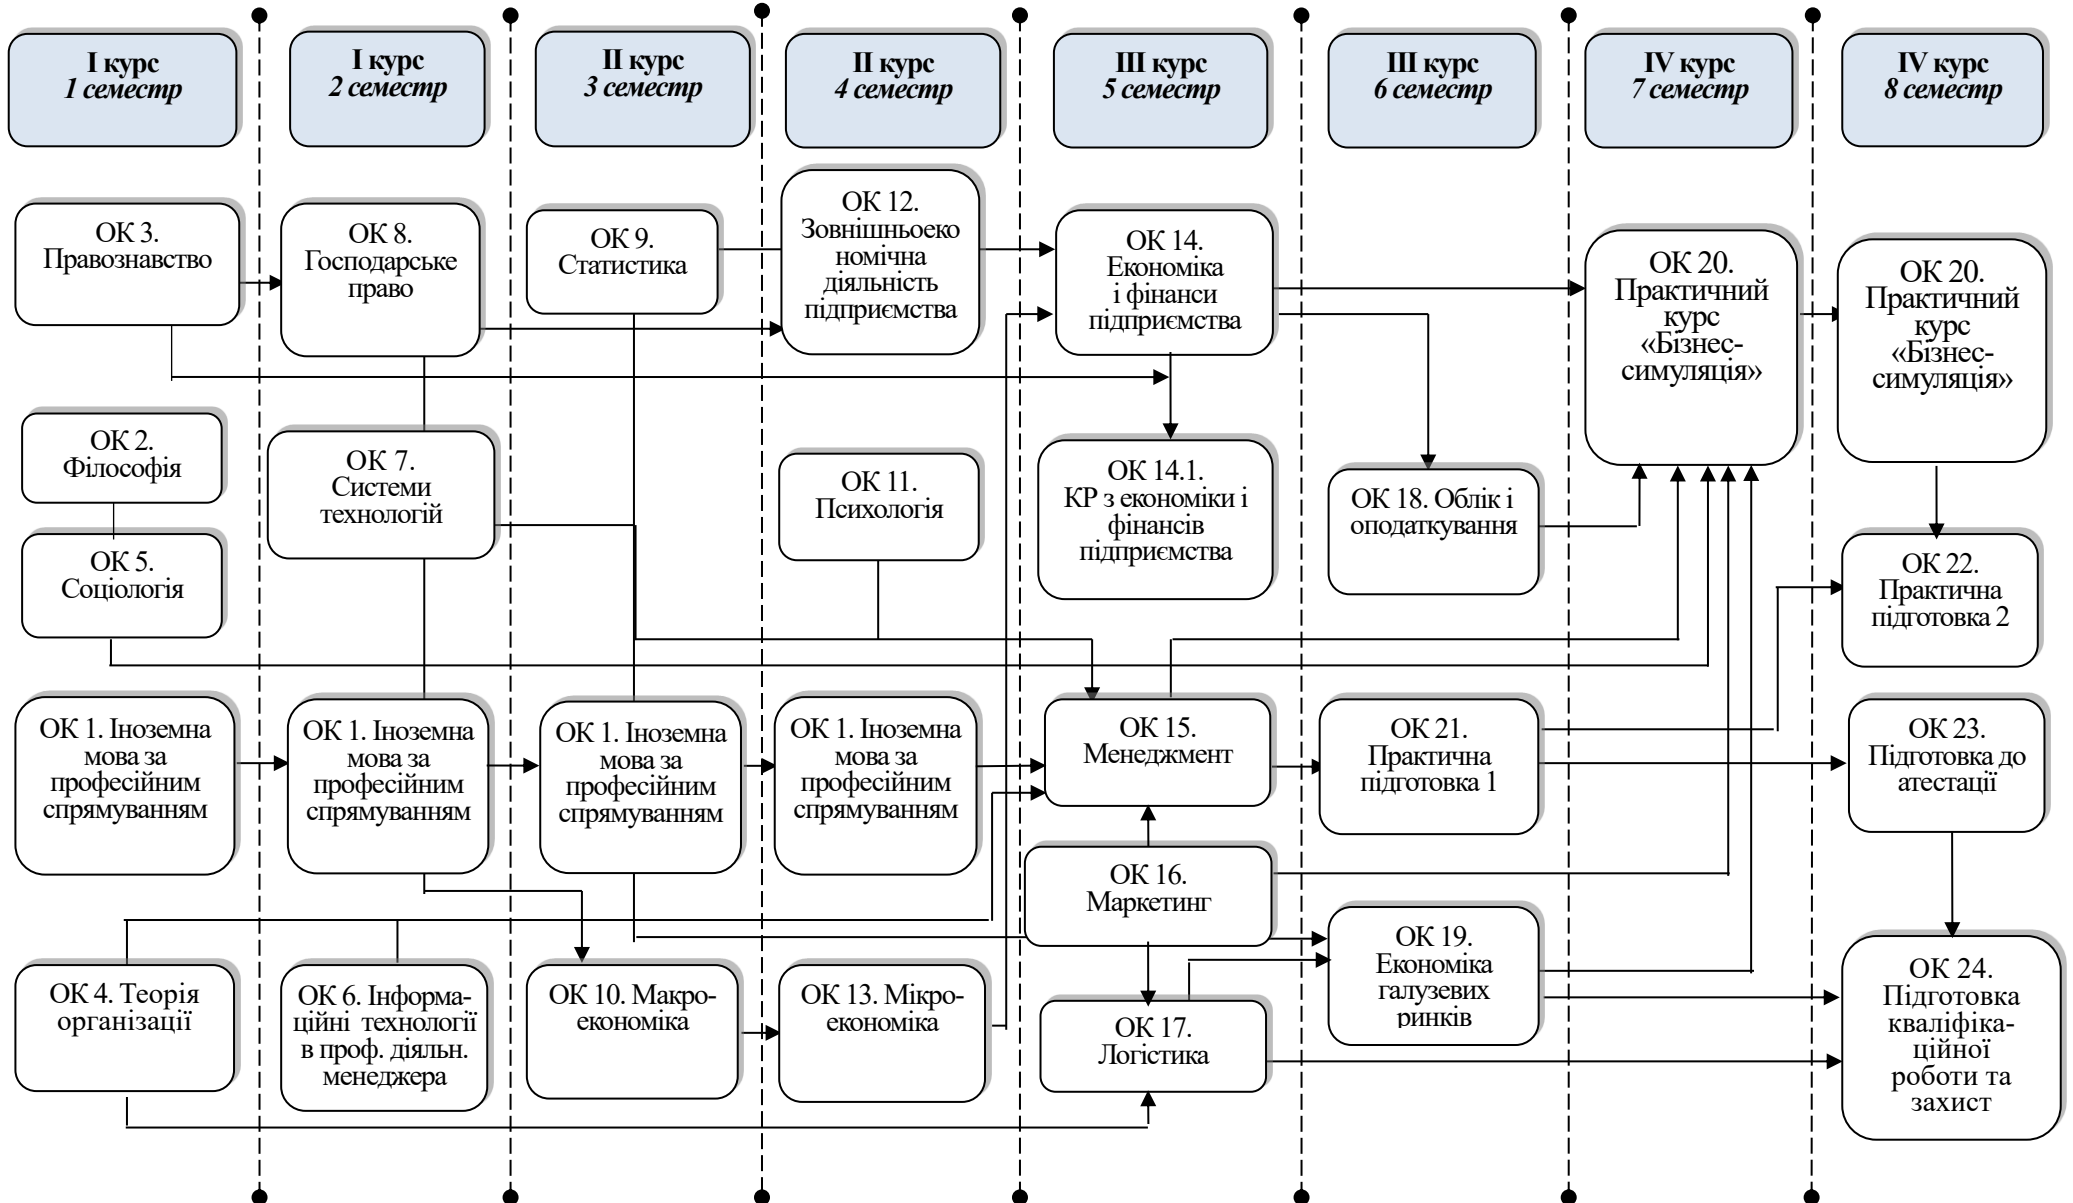 I курс
1 семестр
I курс
2 семестр
II курс
3 семестр
II курс
4 семестр
III курс
5 семестр
III курс
6 семестр
IV курс
7 семестр
IV курс
8 семестр
ОК 3.
Правознавство
ОК 2.
Філософія
ОК 5.
Соціологія
ОК 1. Іноземна
мова за
професійним
спрямуванням
ОК 4. Теорія
організації
ОК 8.
Господарське
право
ОК 7.
Системи
технологій
ОК 1. Іноземна
мова за
професійним
спрямуванням
ОК 6. Інформа-
ційні технології
в проф. діяльн.
менеджера
ОК 9.
Статистика
ОК 1. Іноземна
мова за
професійним
спрямуванням
ОК 10. Макро-
економіка
ОК 12.
Зовнішньоеко
номічна
діяльність
підприємства
ОК 11.
Психологія
ОК 1. Іноземна
мова за
професійним
спрямуванням
ОК 13. Мікро-
економіка
ОК 14.
Економіка
і фінанси
підприємства
ОК 14.1.
КР з економіки і
фінансів
підприємства
ОК 15.
Менеджмент
ОК 16.
Маркетинг
ОК 17.
Логістика
ОК 18. Облік і
оподаткування
ОК 21.
Практична
підготовка 1
ОК 19.
Економіка
галузевих
ринків
ОК 20.
Практичний
курс
«Бізнес-
симуляція»
ОК 20.
Практичний
курс
«Бізнес-
симуляція»
ОК 22.
Практична
підготовка 2
ОК 23.
Підготовка до
атестації
ОК 24.
Підготовка
кваліфіка-
ційної
роботи та
захист